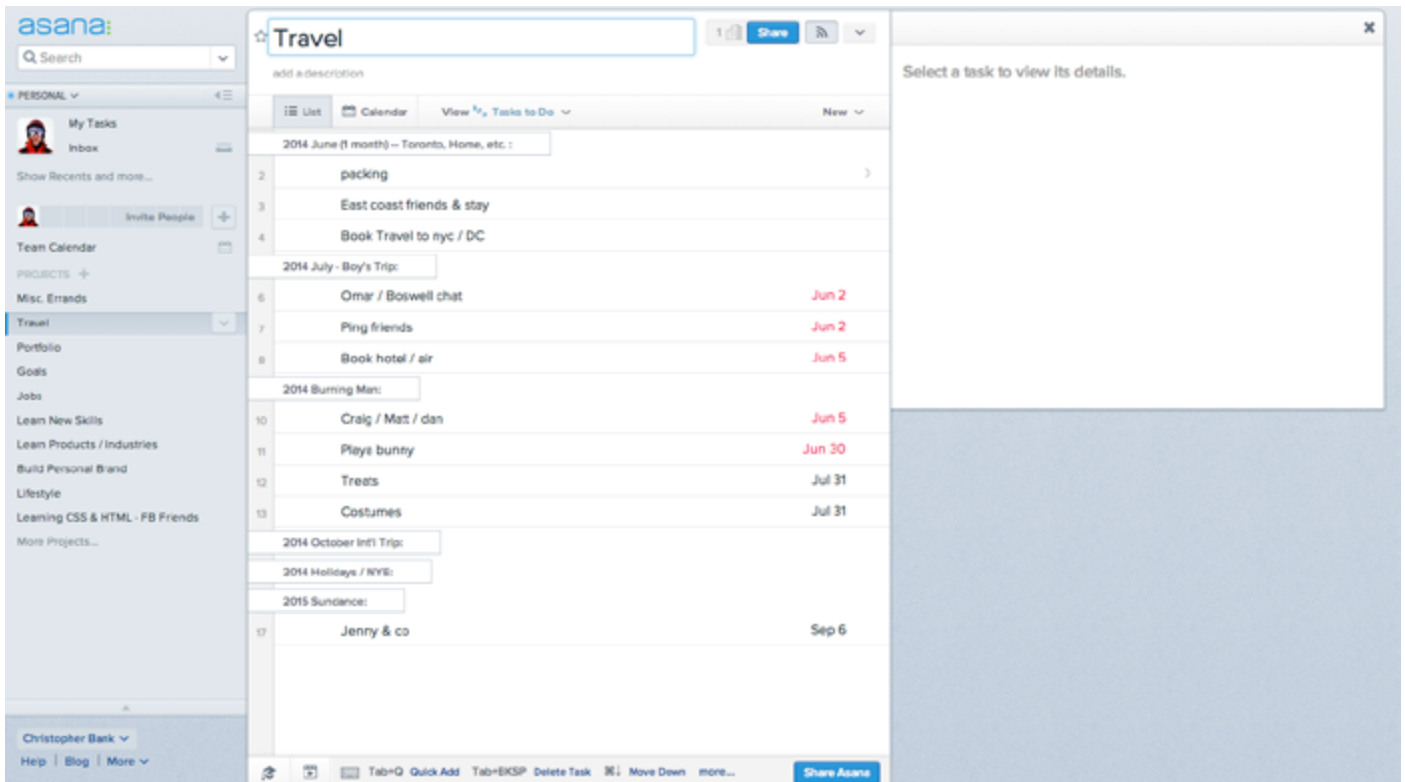 asana:
Search
PERSONAL
My Tasks
Inbox
Show Recents and more...
Invite People
Team Calendar
PROJECTS
Misc. Errands
Travel
Portfolio
Goals
Jobs
Learn New Skills
Learn Products / Industries
Build Personal Brand
Lifestyle
Learning CSS & HTML - FB Friends
More Projects...
Christopher Bank
Help | Blog | More
Travel
1 Share
add a description
List Calendar View Tasks to Do New
2014 June (1 month) -- Toronto, Home, etc. :
2 packing
3 East coast friends & stay
4 Book Travel to nyc / DC
2014 July - Boy's Trip:
6 Omar / Boswell chat Jun 2
7 Ping friends Jun 2
8 Book hotel / air Jun 5
2014 Burning Man:
10 Craig / Matt / dan Jun 5
11 Playa bunny Jun 30
12 Treats Jul 31
13 Costumes Jul 31
2014 October Int'l Trip:
2014 Holidays / NYE:
2015 Sundance:
17 Jenny & co Sep 6
Tab+Q Quick Add Tab+BKSP Delete Task ⌘↓ Move Down more... Share Asana
Select a task to view its details.